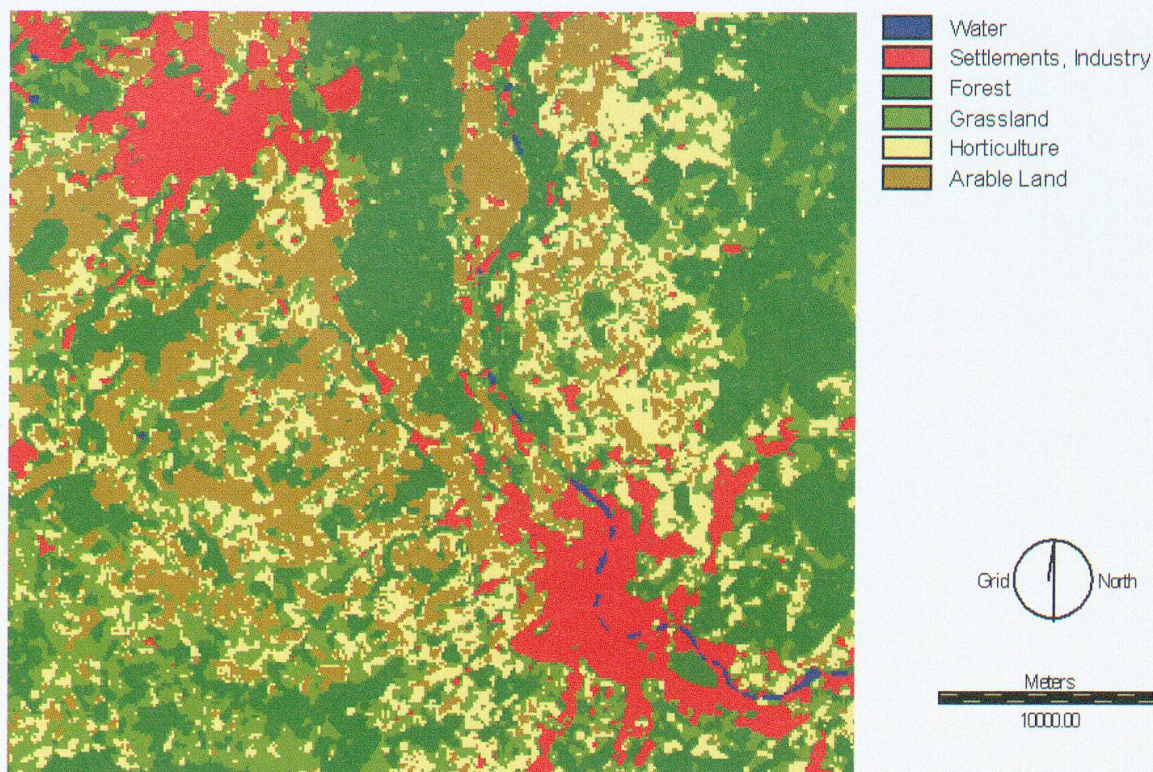 Water
Settlements, Industry
Forest
Grassland
Horticulture
Arable Land
Grid North
Meters
10000.00